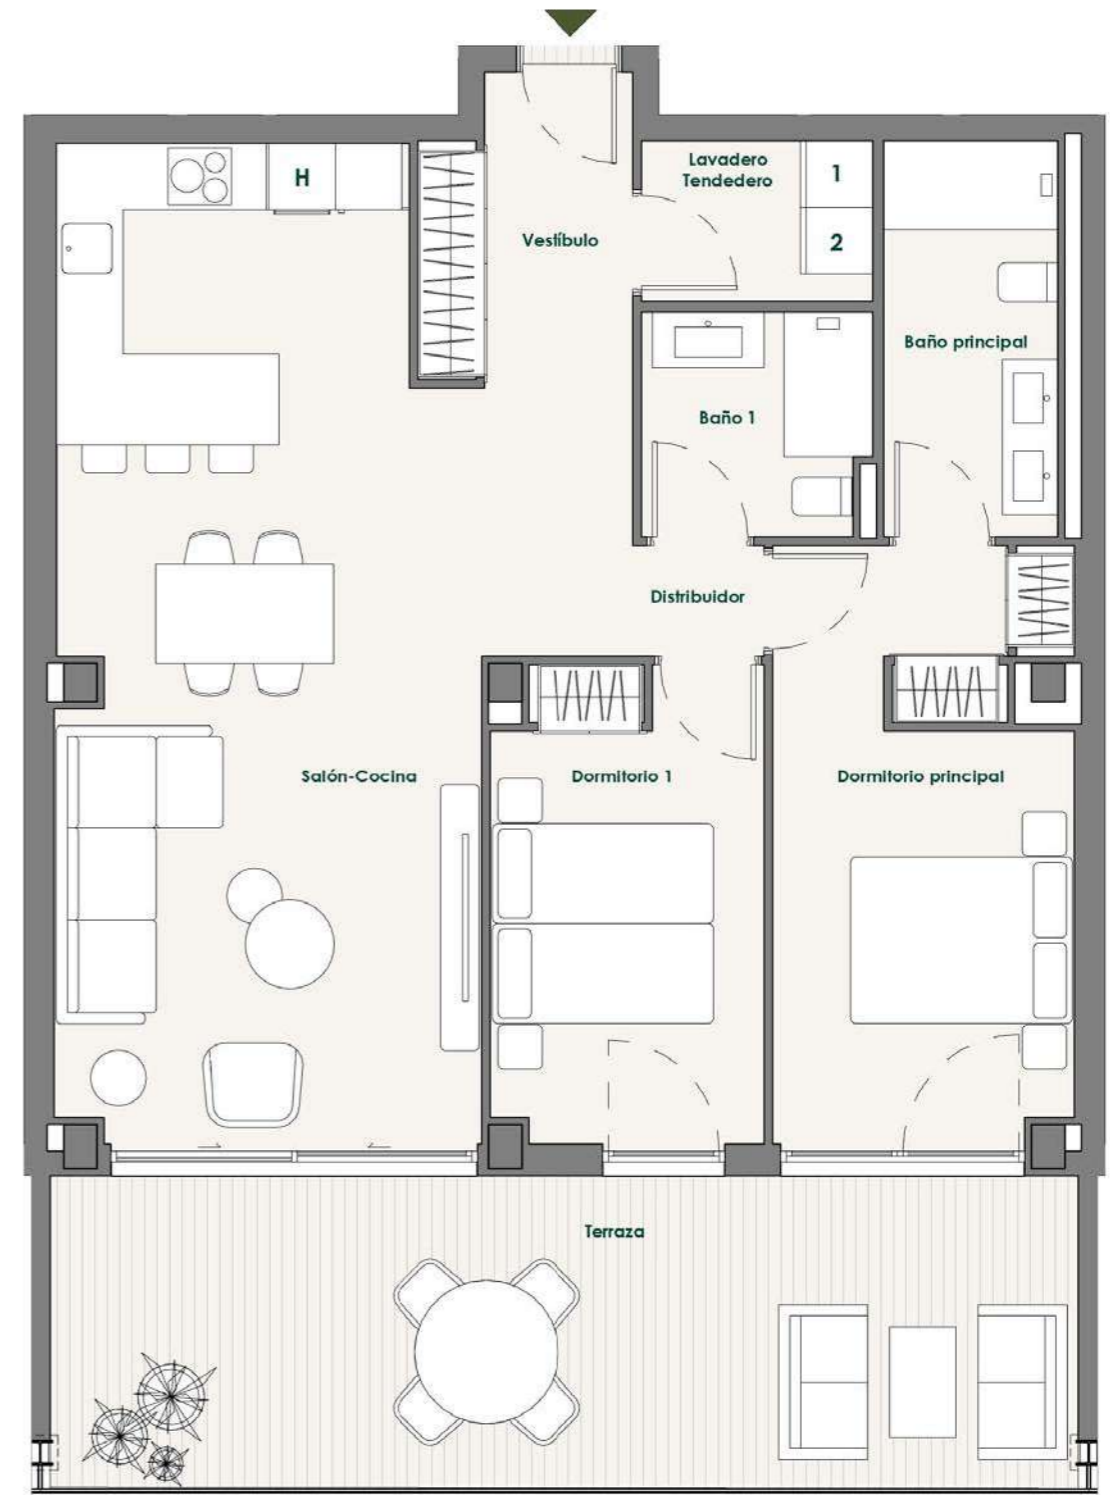 Lavadero
Tendedero
1
H
2
Vestíbulo
Baño principal
Baño 1
Distribuidor
Salón-Cocina
Dormitorio 1
Dormitorio principal
Terraza